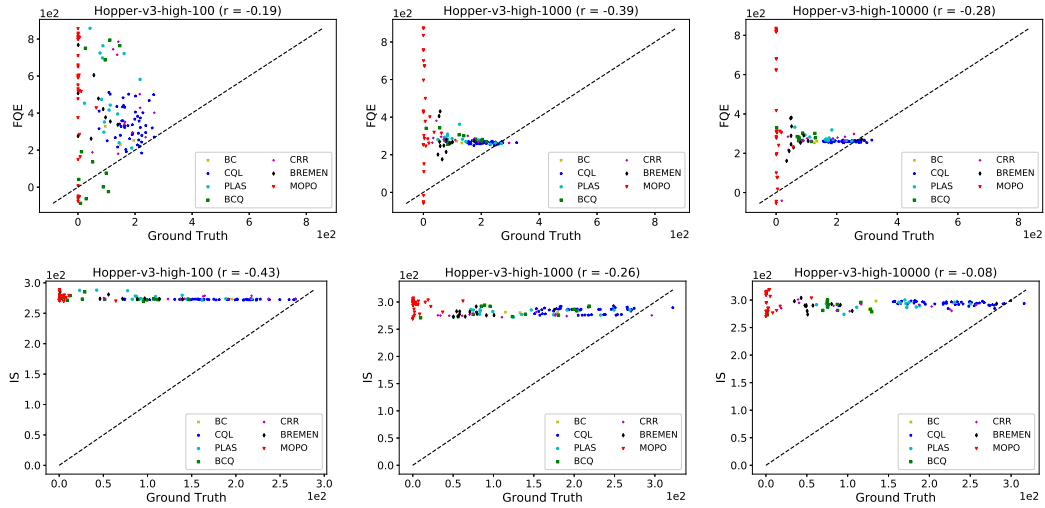 Hopper-v3-high-100 (r = -0.19)
1e2
FQE
8
6
4
2
0
0 2 4 6 8
1e2
Ground Truth
BC CRR
CQL BREMEN
PLAS MOPO
BCQ
Hopper-v3-high-1000 (r = -0.39)
1e2
FQE
8
6
4
2
0
0 2 4 6 8
1e2
Ground Truth
BC CRR
CQL BREMEN
PLAS MOPO
BCQ
Hopper-v3-high-10000 (r = -0.28)
1e2
FQE
8
6
4
2
0
0 2 4 6 8
1e2
Ground Truth
BC CRR
CQL BREMEN
PLAS MOPO
BCQ
Hopper-v3-high-100 (r = -0.43)
1e2
IS
3.0
2.5
2.0
1.5
1.0
0.5
0.0
0.0 0.5 1.0 1.5 2.0 2.5
1e2
Ground Truth
BC CRR
CQL BREMEN
PLAS MOPO
BCQ
Hopper-v3-high-1000 (r = -0.26)
1e2
IS
3.0
2.5
2.0
1.5
1.0
0.5
0.0
0.0 0.5 1.0 1.5 2.0 2.5 3.0
1e2
Ground Truth
BC CRR
CQL BREMEN
PLAS MOPO
BCQ
Hopper-v3-high-10000 (r = -0.08)
1e2
IS
3.0
2.5
2.0
1.5
1.0
0.5
0.0
0.0 0.5 1.0 1.5 2.0 2.5 3.0
1e2
Ground Truth
BC CRR
CQL BREMEN
PLAS MOPO
BCQ